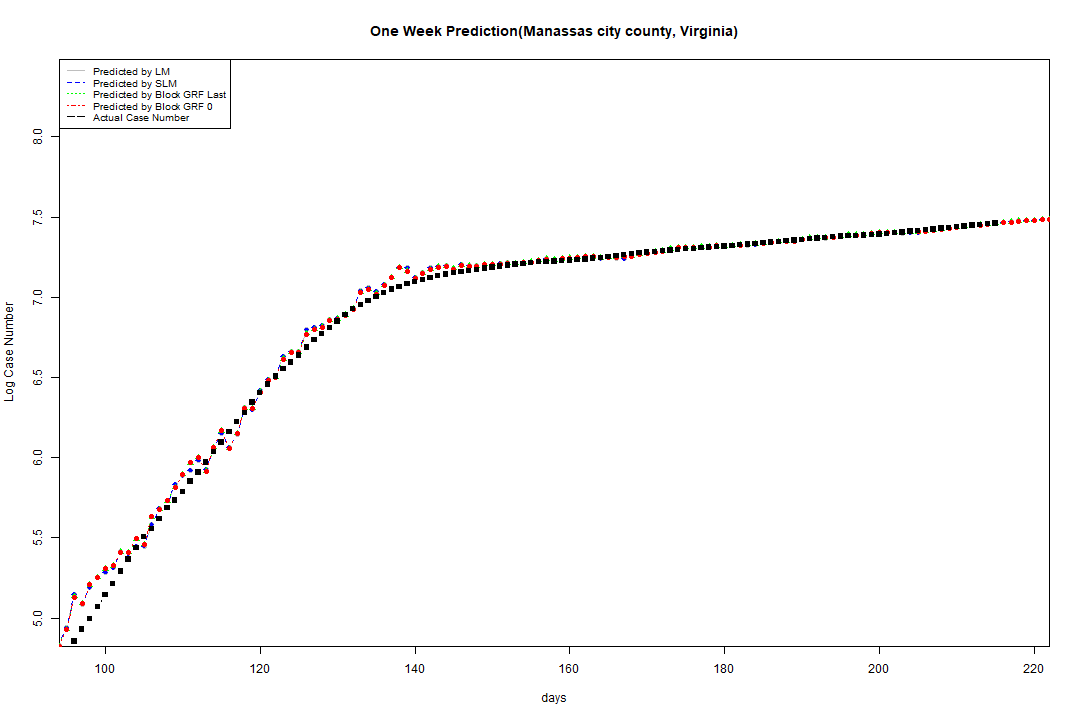 One Week Prediction(Manassas city county, Virginia)
Predicted by LM
Predicted by SLM
Predicted by Block GRF Last
Predicted by Block GRF 0
Actual Case Number
Log Case Number
8.0
7.5
7.0
6.5
6.0
5.5
5.0
100 120 140 160 180 200 220
days